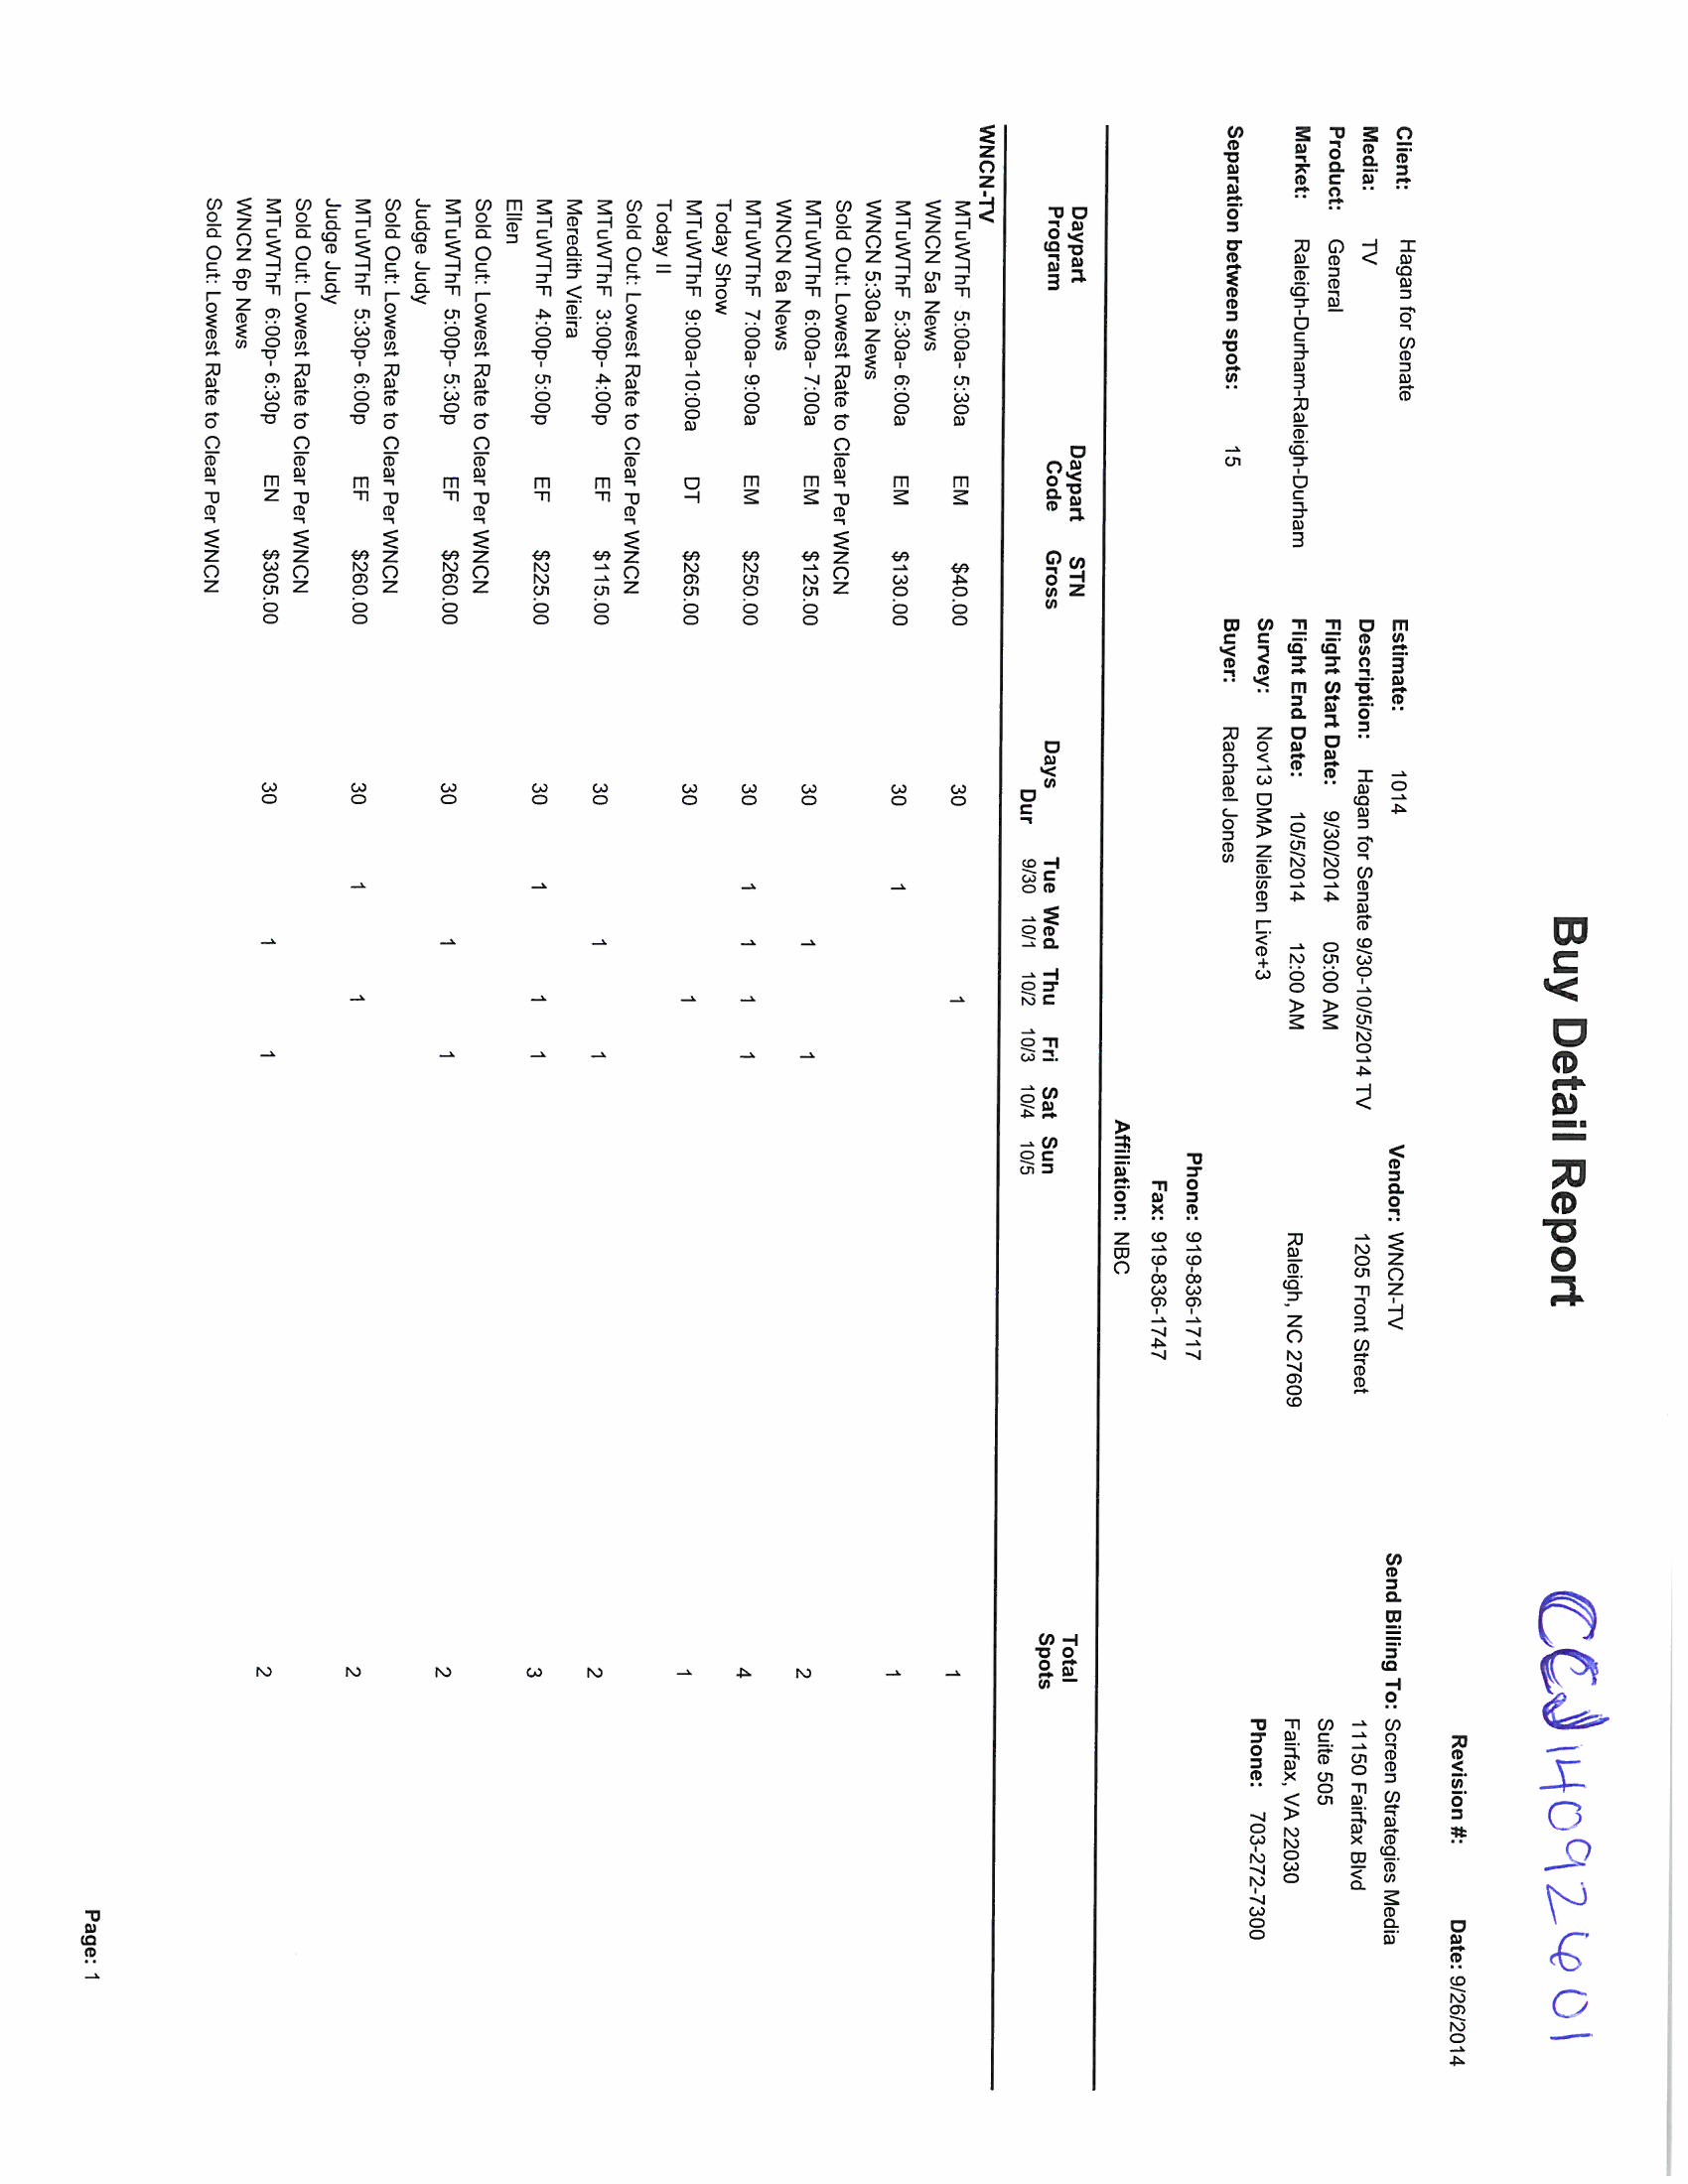 Buy Detail Report
CCW14092601
Revision #: Date: 9/26/2014
Client: Hagan for Senate Estimate: 1014 Vendor: WNCN-TV Send Billing To: Screen Strategies Media
Media: TV Description: Hagan for Senate 9/30-10/5/2014 TV 1205 Front Street 11150 Fairfax Blvd
Product: General Flight Start Date: 9/30/2014 05:00 AM Suite 505
Market: Raleigh-Durham-Raleigh-Durham Flight End Date: 10/5/2014 12:00 AM Raleigh, NC 27609 Fairfax, VA 22030
Survey: Nov13 DMA Nielsen Live+3 Phone: 703-272-7300
Separation between spots: 15 Buyer: Rachael Jones
Phone: 919-836-1717
Fax: 919-836-1747
Affiliation: NBC
Daypart Daypart STN Total
Program Code Gross Days Tue Wed Thu Fri Sat Sun Spots
Dur 9/30 10/1 10/2 10/3 10/4 10/5
WNCN-TV
MTuWThF 5:00a- 5:30a EM $40.00 30 1 1
WNCN 5a News
MTuWThF 5:30a- 6:00a EM $130.00 30 1 1
WNCN 5:30a News
Sold Out: Lowest Rate to Clear Per WNCN
MTuWThF 6:00a- 7:00a EM $125.00 30 1 1 2
WNCN 6a News
MTuWThF 7:00a- 9:00a EM $250.00 30 1 1 1 1 4
Today Show
MTuWThF 9:00a-10:00a DT $265.00 30 1 1
Today II
Sold Out: Lowest Rate to Clear Per WNCN
MTuWThF 3:00p- 4:00p EF $115.00 30 1 1 2
Meredith Vieira
MTuWThF 4:00p- 5:00p EF $225.00 30 1 1 1 3
Ellen
Sold Out: Lowest Rate to Clear Per WNCN
MTuWThF 5:00p- 5:30p EF $260.00 30 1 1 2
Judge Judy
Sold Out: Lowest Rate to Clear Per WNCN
MTuWThF 5:30p- 6:00p EF $260.00 30 1 1 2
Judge Judy
Sold Out: Lowest Rate to Clear Per WNCN
MTuWThF 6:00p- 6:30p EN $305.00 30 1 1 2
WNCN 6p News
Sold Out: Lowest Rate to Clear Per WNCN
Page: 1